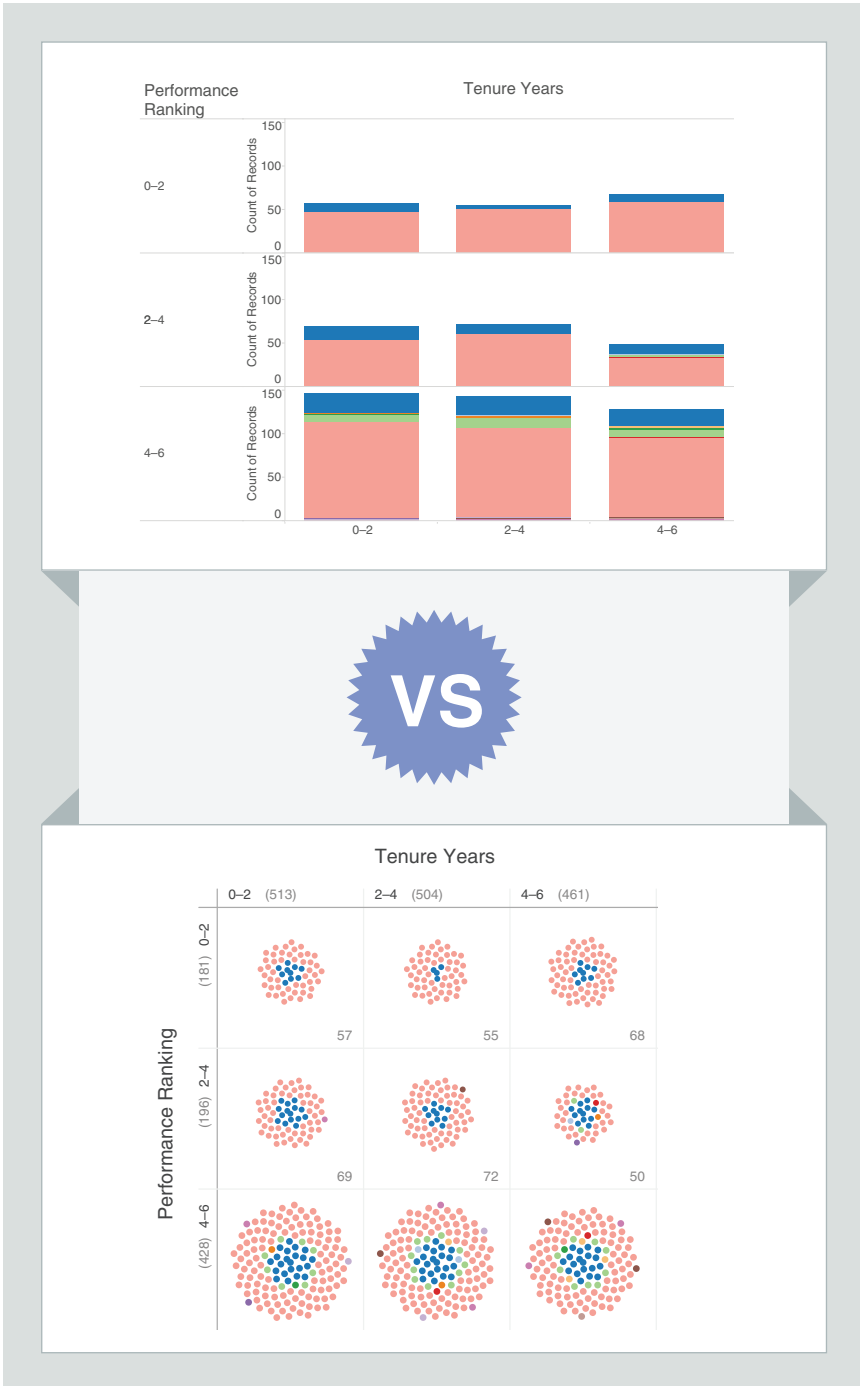 Performance
Ranking
Tenure Years
0–2
Count of Records
150
100
50
0
2–4
Count of Records
150
100
50
0
4–6
Count of Records
150
100
50
0
0–2 2–4 4–6
VS
Tenure Years
0–2 (513) 2–4 (504) 4–6 (461)
Performance Ranking
0–2
(181)
57 55 68
2–4
(196)
69 72 50
4–6
(428)